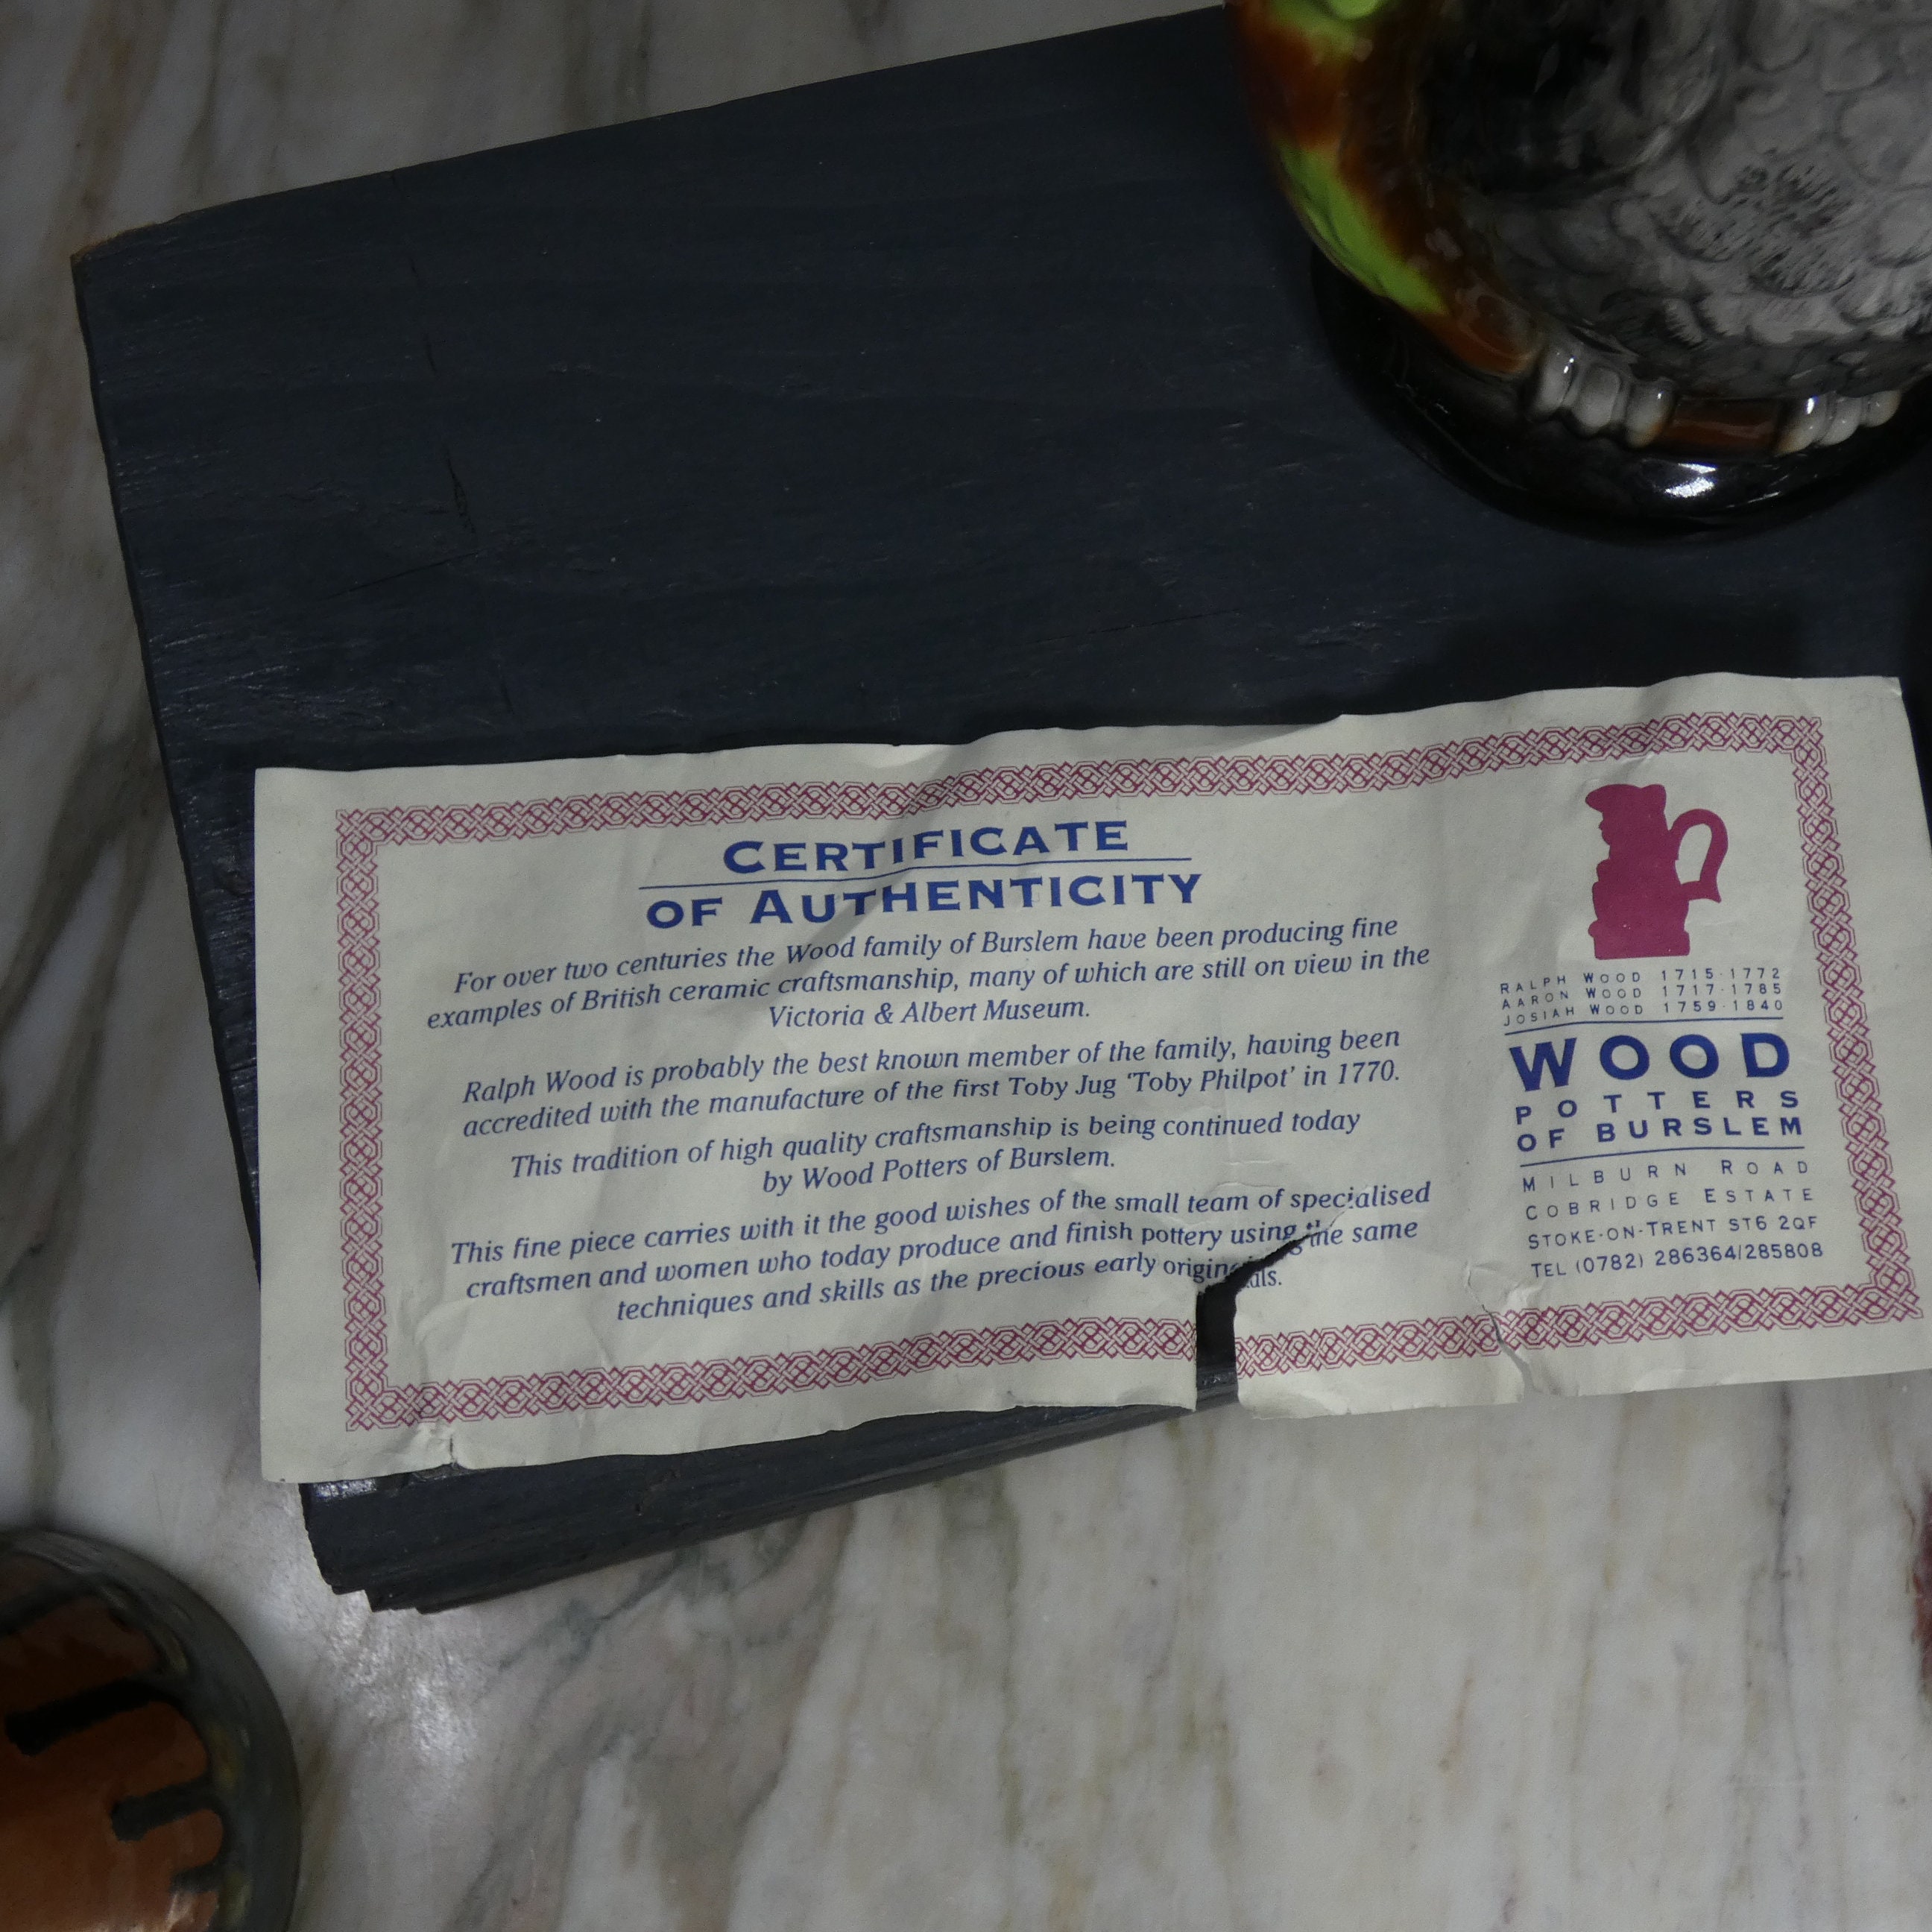 CERTIFICATE
OF AUTHENTICITY
For over two centuries the Wood family of Burslem have been producing fine
examples of British ceramic craftsmanship, many of which are still on view in the
Victoria & Albert Museum.
Ralph Wood is probably the best known member of the family, having been
accredited with the manufacture of the first Toby Jug 'Toby Philpot' in 1770.
This tradition of high quality craftsmanship is being continued today
by Wood Potters of Burslem.
This fine piece carries with it the good wishes of the small team of specialised
craftsmen and women who today produce and finish pottery using the same
techniques and skills as the precious early originals.
RALPH WOOD 1715-1772
AARON WOOD 1717-1785
JOSIAH WOOD 1759-1840
WOOD
POTTERS
OF BURSLEM
MILBURN ROAD
COBRIDGE ESTATE
STOKE-ON-TRENT ST6 2QF
TEL (0782) 286364/285808